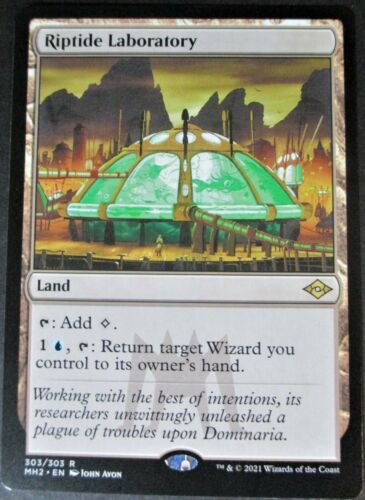 Riptide Laboratory
Land
: Add .
1 , : Return target Wizard you
control to its owner's hand.
Working with the best of intentions, its
researchers unwittingly unleashed a
plague of troubles upon Dominaria.
303/303 R
MH2 • EN John Avon
™ & © 2021 Wizards of the Coast